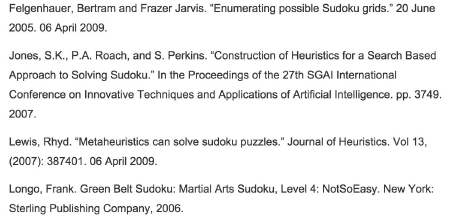 Felgenhauer, Bertram and Frazer Jarvis. “Enumerating possible Sudoku grids.” 20 June
2005. 06 April 2009.
Jones, S.K., P.A. Roach, and S. Perkins. “Construction of Heuristics for a Search Based
Approach to Solving Sudoku.” In the Proceedings of the 27th SGAI International
Conference on Innovative Techniques and Applications of Artificial Intelligence. pp. 3749.
2007.
Lewis, Rhyd. “Metaheuristics can solve sudoku puzzles.” Journal of Heuristics. Vol 13,
(2007): 387401. 06 April 2009.
Longo, Frank. Green Belt Sudoku: Martial Arts Sudoku, Level 4: NotSoEasy. New York:
Sterling Publishing Company, 2006.